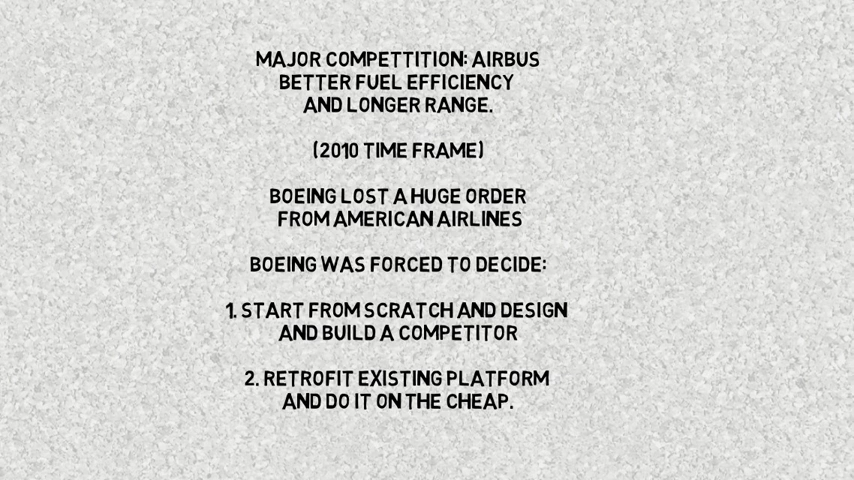 MAJOR COMPETTITION: AIRBUS
BETTER FUEL EFFICIENCY
AND LONGER RANGE.
(2010 TIME FRAME)
BOEING LOST A HUGE ORDER
FROM AMERICAN AIRLINES
BOEING WAS FORCED TO DECIDE:
1. START FROM SCRATCH AND DESIGN
AND BUILD A COMPETITOR
2. RETROFIT EXISTING PLATFORM
AND DO IT ON THE CHEAP.